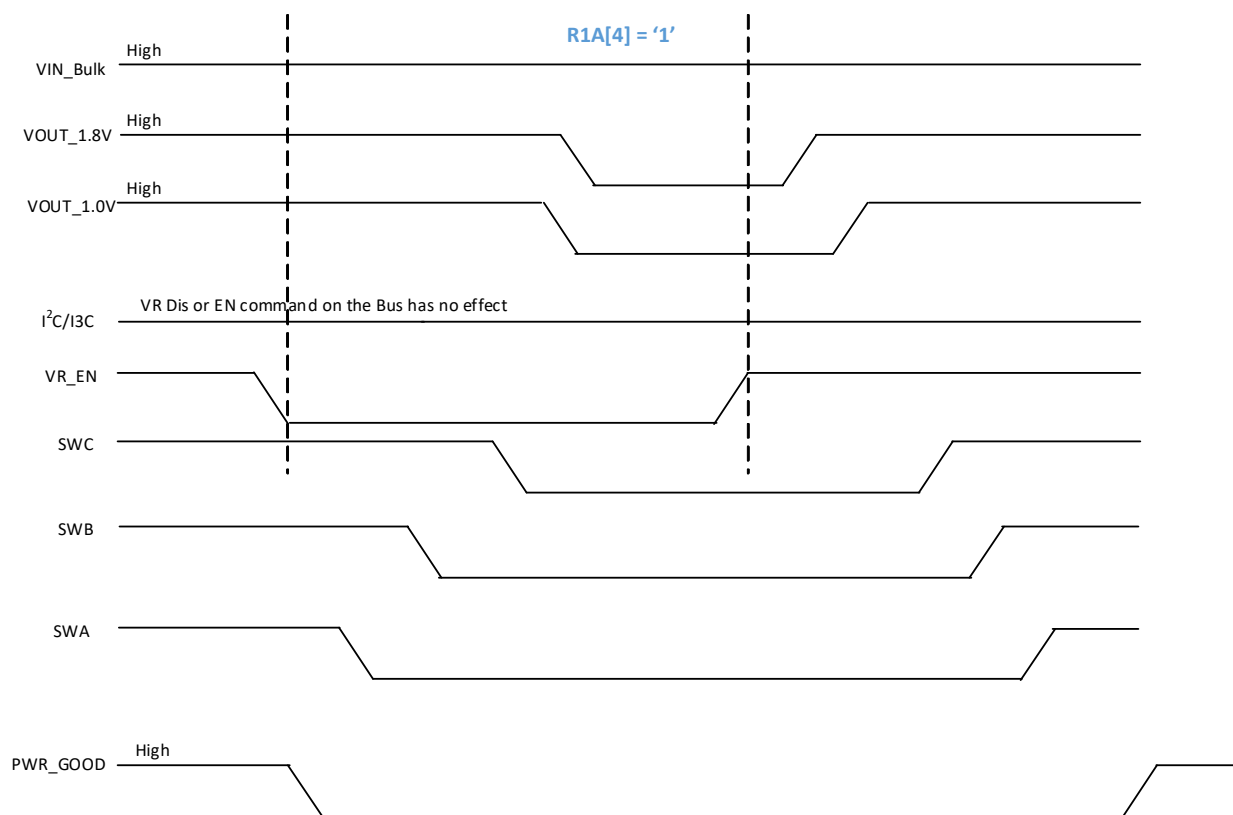 R1A[4] = ‘1’
High
VIN_Bulk
High
VOUT_1.8V
High
VOUT_1.0V
VR Dis or EN command on the Bus has no effect
I²C/I3C
VR_EN
SWC
SWB
SWA
High
PWR_GOOD